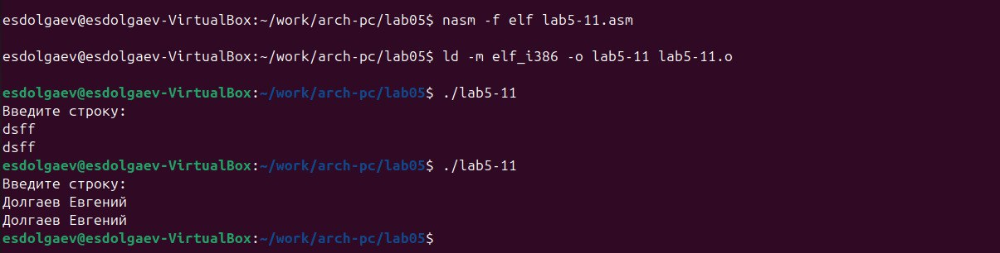 esdolgaev@esdolgaev-VirtualBox:~/work/arch-pc/lab05$ nasm -f elf lab5-11.asm
esdolgaev@esdolgaev-VirtualBox:~/work/arch-pc/lab05$ ld -m elf_i386 -o lab5-11 lab5-11.o
esdolgaev@esdolgaev-VirtualBox:~/work/arch-pc/lab05$ ./lab5-11
Введите строку:
dsff
dsff
esdolgaev@esdolgaev-VirtualBox:~/work/arch-pc/lab05$ ./lab5-11
Введите строку:
Долгаев Евгений
Долгаев Евгений
esdolgaev@esdolgaev-VirtualBox:~/work/arch-pc/lab05$